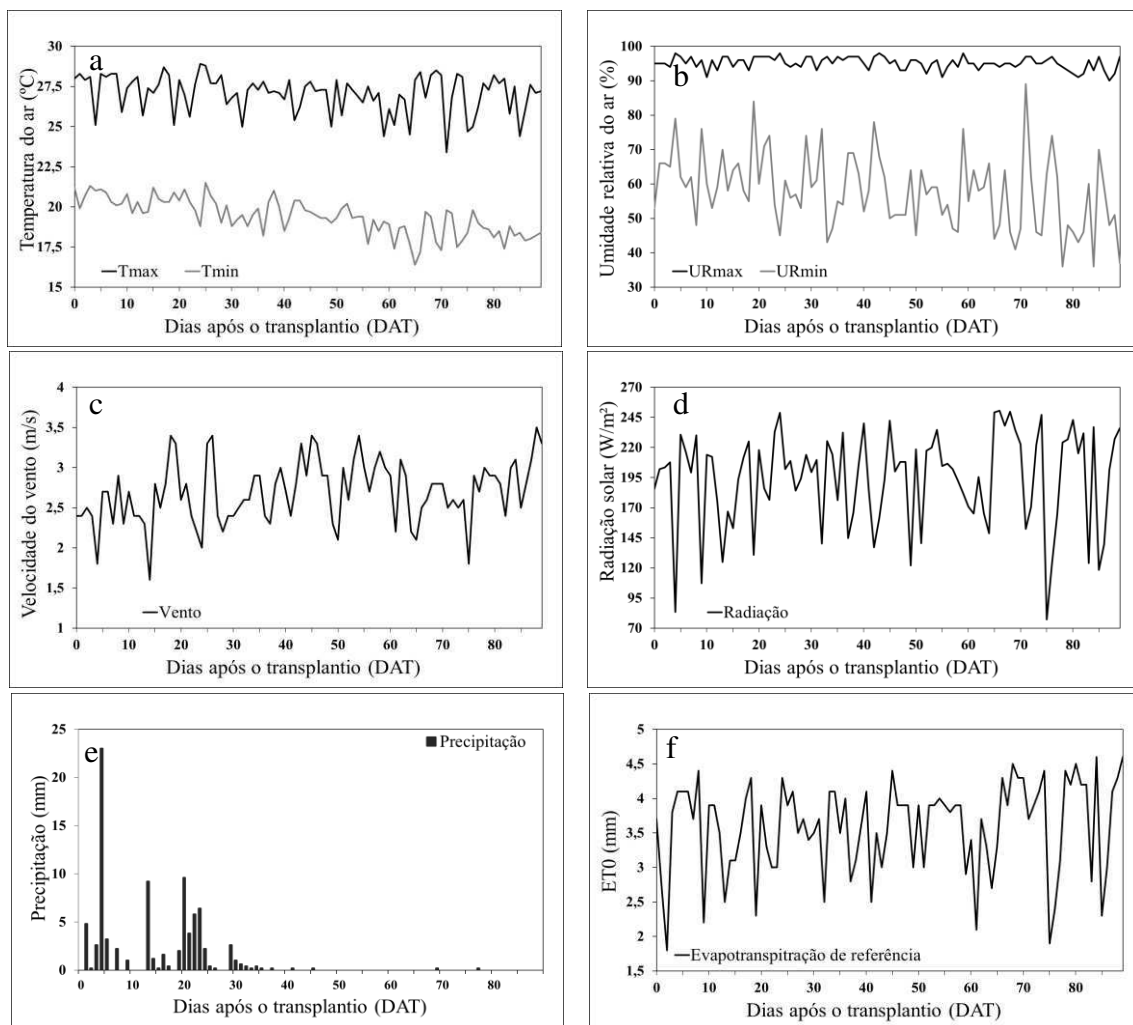 a
30
27,5
25
22,5
20
17,5
15
Temperatura do ar (ºC)
Tmax
Tmin
0 10 20 30 40 50 60 70 80
Dias após o transplantio (DAT)
b
100
90
80
70
60
50
40
30
Umidade relativa do ar (%)
URmax
URmin
0 10 20 30 40 50 60 70 80
Dias após o transplantio (DAT)
c
4
3,5
3
2,5
2
1,5
1
Velocidade do vento (m/s)
Vento
0 10 20 30 40 50 60 70 80
Dias após o transplantio (DAT)
d
270
245
220
195
170
145
120
95
70
Radiação solar (W/m²)
Radiação
0 10 20 30 40 50 60 70 80
Dias após o transplantio (DAT)
e
25
20
15
10
5
0
Precipitação (mm)
Precipitação
0 10 20 30 40 50 60 70 80
Dias após o transplantio (DAT)
f
5
4,5
4
3,5
3
2,5
2
1,5
ET0 (mm)
Evapotranspitração de referência
0 10 20 30 40 50 60 70 80
Dias após o transplantio (DAT)